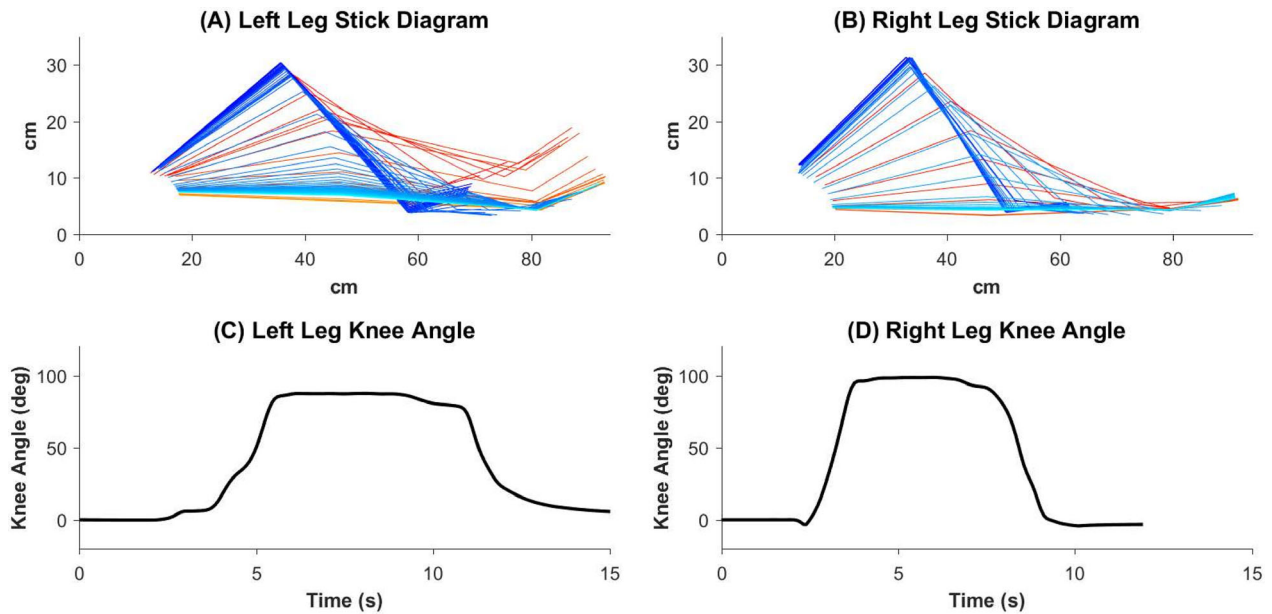 (A) Left Leg Stick Diagram
30
20
10
0
cm
0 20 40 60 80
cm
(B) Right Leg Stick Diagram
30
20
10
0
cm
0 20 40 60 80
cm
(C) Left Leg Knee Angle
100
50
0
Knee Angle (deg)
0 5 10 15
Time (s)
(D) Right Leg Knee Angle
100
50
0
Knee Angle (deg)
0 5 10 15
Time (s)